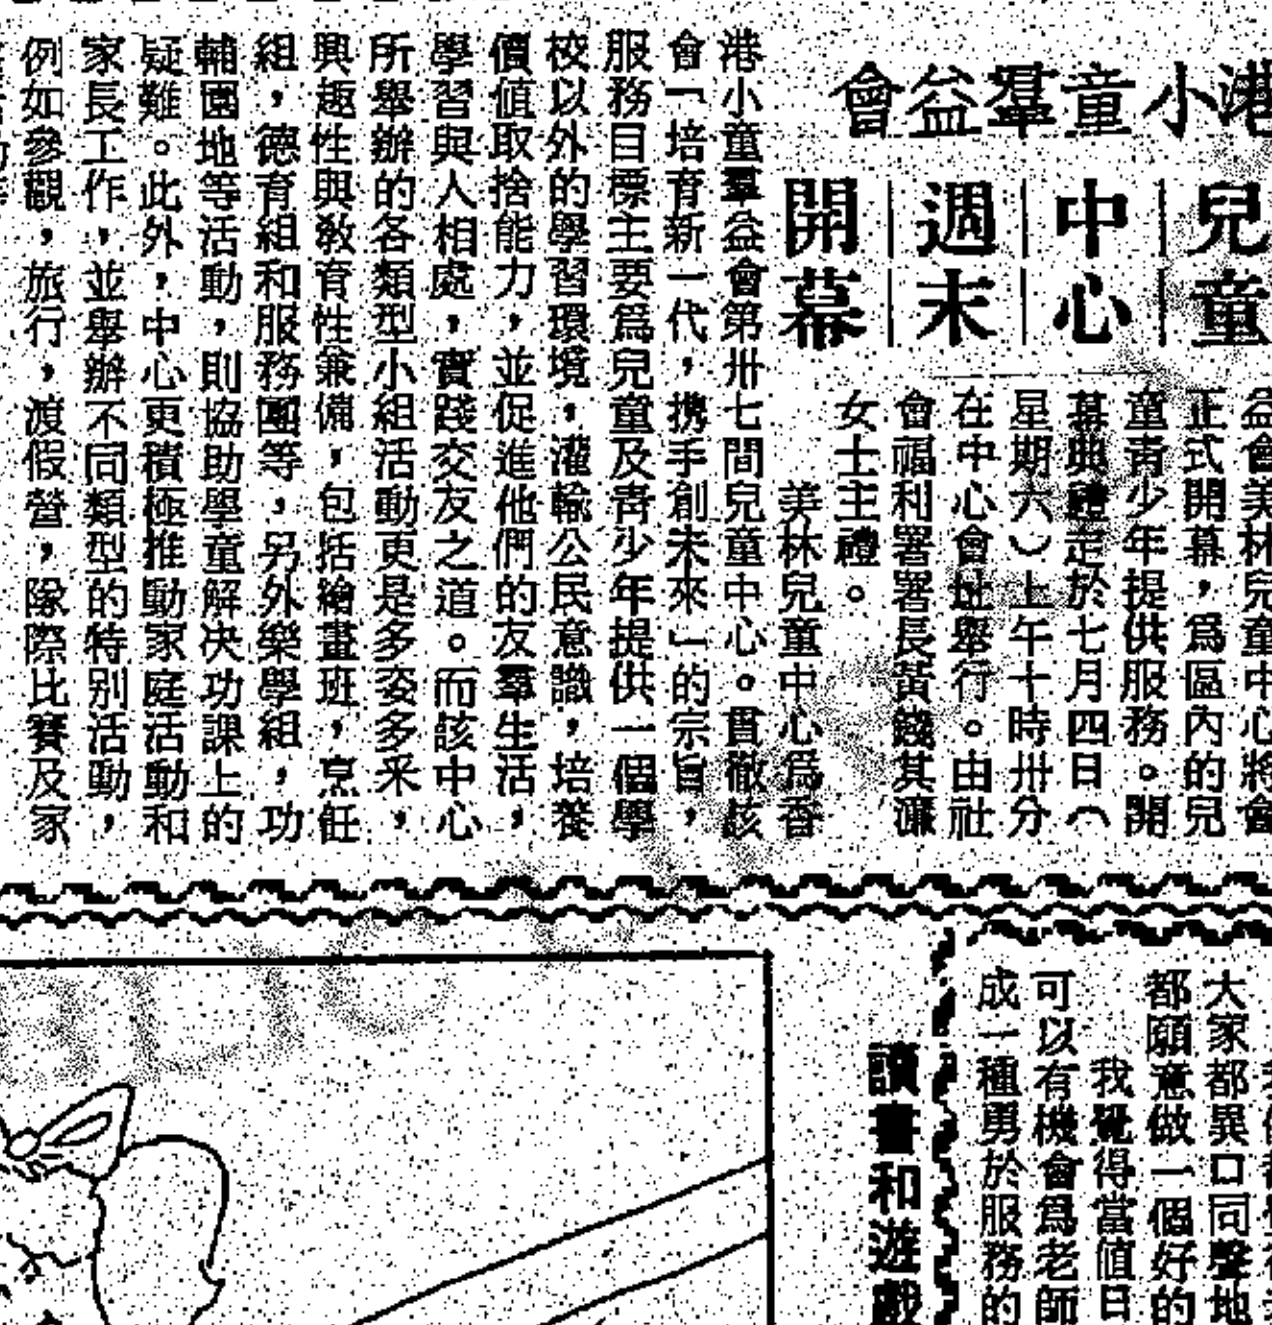 港小童羣益會
兒童
中心
週末
開幕
益會美林兒童中心將會
正式開幕，爲區內的兒
童青少年提供服務。開
幕典禮定於七月四日（
星期六）上午十時卅分
在中心會址舉行。由社
會福利署署長黃錢其濂
女士主禮。
美林兒童中心爲香
港小童羣益會第卅七間兒童中心。貫徹該
會「培育新一代，携手創未來」的宗旨，
服務目標主要爲兒童及青少年提供一個學
校以外的學習環境，灌輸公民意識，培養
價值取捨能力，並促進他們的友羣生活，
學習與人相處，實踐交友之道。而該中心
所舉辦的各類型小組活動更是多姿多釆，
興趣性與敎育性兼備，包括繪畫班，烹飪
組，德育組和服務團等，另外樂學組，功
輔園地等活動，則協助學童解决功課上的
疑難。此外，中心更積極推動家庭活動和
家長工作，並舉辦不同類型的特別活動，
例如參觀，旅行，渡假營，隊際比賽及家
大家都異口同聲地
都願意做一個好的
我覺得當值日
可以有機會爲老師
成一種勇於服務的
讀書和遊戲